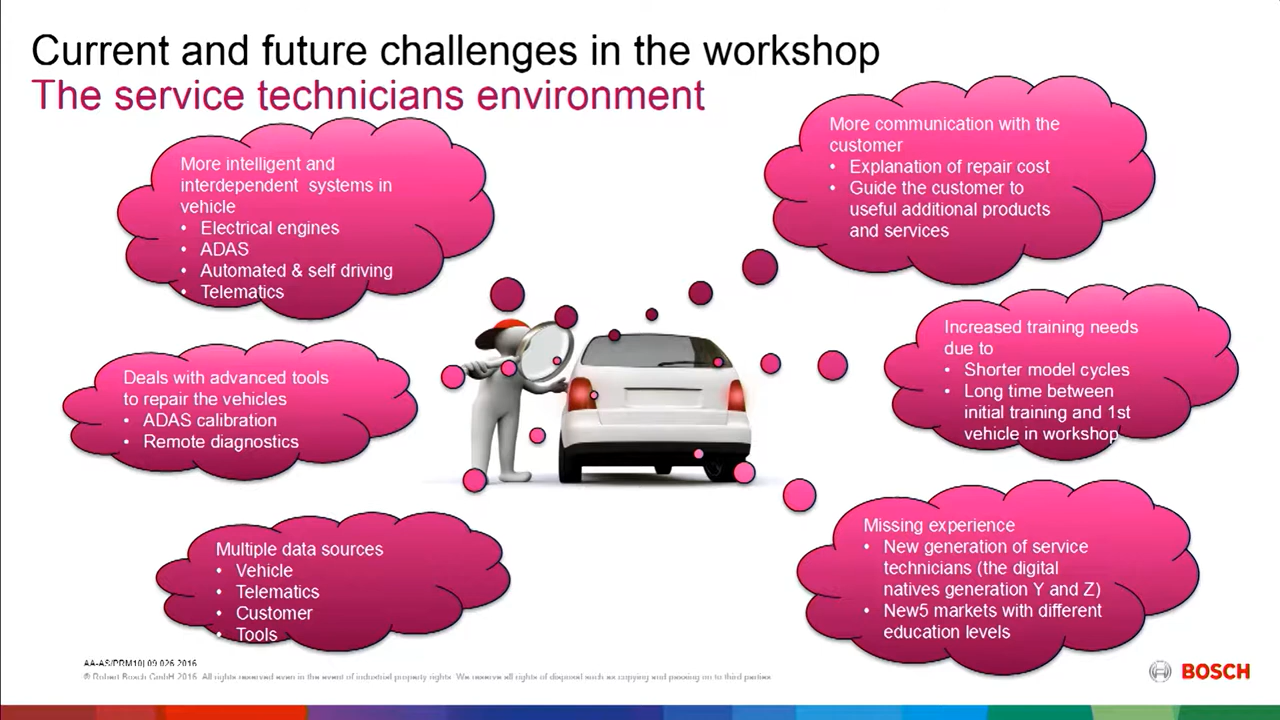 Current and future challenges in the workshop
The service technicians environment
More intelligent and
interdependent systems in
vehicle
• Electrical engines
• ADAS
• Automated & self driving
• Telematics
More communication with the
customer
• Explanation of repair cost
• Guide the customer to
useful additional products
and services
Deals with advanced tools
to repair the vehicles
• ADAS calibration
• Remote diagnostics
Increased training needs
due to
• Shorter model cycles
• Long time between
initial training and 1st
vehicle in workshop
Multiple data sources
• Vehicle
• Telematics
• Customer
• Tools
Missing experience
• New generation of service
technicians (the digital
natives generation Y and Z)
• New5 markets with different
education levels
AA-AS/PRM10| 09.026.2016
® Robert Bosch GmbH 2016. All rights reserved even in the event of industrial property rights. We reserve all rights of disposal such as copying and passing on to third parties.
BOSCH